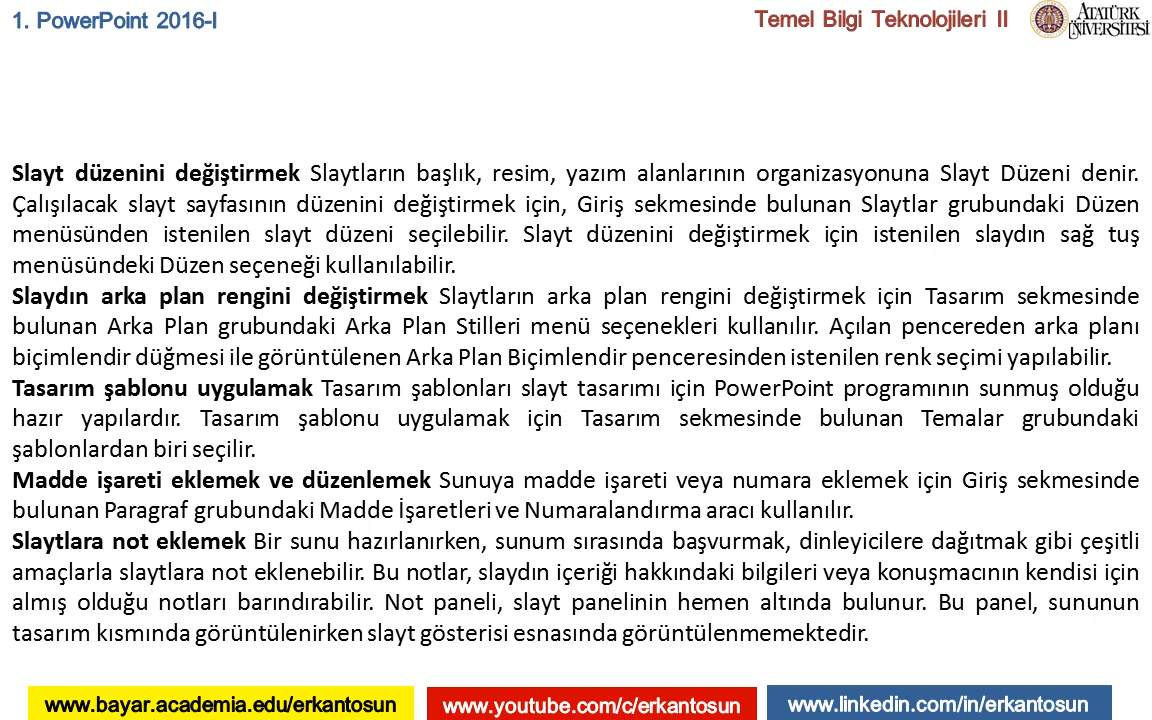 1. PowerPoint 2016-I
Temel Bilgi Teknolojileri II
ATATÜRK
ÜNİVERSİTESİ
Slayt düzenini değiştirmek Slaytların başlık, resim, yazım alanlarının organizasyonuna Slayt Düzeni denir.
Çalışılacak slayt sayfasının düzenini değiştirmek için, Giriş sekmesinde bulunan Slaytlar grubundaki Düzen
menüsünden istenilen slayt düzeni seçilebilir. Slayt düzenini değiştirmek için istenilen slaydın sağ tuş
menüsündeki Düzen seçeneği kullanılabilir.
Slaydın arka plan rengini değiştirmek Slaytların arka plan rengini değiştirmek için Tasarım sekmesinde
bulunan Arka Plan grubundaki Arka Plan Stilleri menü seçenekleri kullanılır. Açılan pencereden arka planı
biçimlendir düğmesi ile görüntülenen Arka Plan Biçimlendir penceresinden istenilen renk seçimi yapılabilir.
Tasarım şablonu uygulamak Tasarım şablonları slayt tasarımı için PowerPoint programının sunmuş olduğu
hazır yapılardır. Tasarım şablonu uygulamak için Tasarım sekmesinde bulunan Temalar grubundaki
şablonlardan biri seçilir.
Madde işareti eklemek ve düzenlemek Sunuya madde işareti veya numara eklemek için Giriş sekmesinde
bulunan Paragraf grubundaki Madde İşaretleri ve Numaralandırma aracı kullanılır.
Slaytlara not eklemek Bir sunu hazırlanırken, sunum sırasında başvurmak, dinleyicilere dağıtmak gibi çeşitli
amaçlarla slaytlara not eklenebilir. Bu notlar, slaydın içeriği hakkındaki bilgileri veya konuşmacının kendisi için
almış olduğu notları barındırabilir. Not paneli, slayt panelinin hemen altında bulunur. Bu panel, sununun
tasarım kısmında görüntülenirken slayt gösterisi esnasında görüntülenmemektedir.
www.bayar.academia.edu/erkantosun
www.youtube.com/c/erkantosun
www.linkedin.com/in/erkantosun